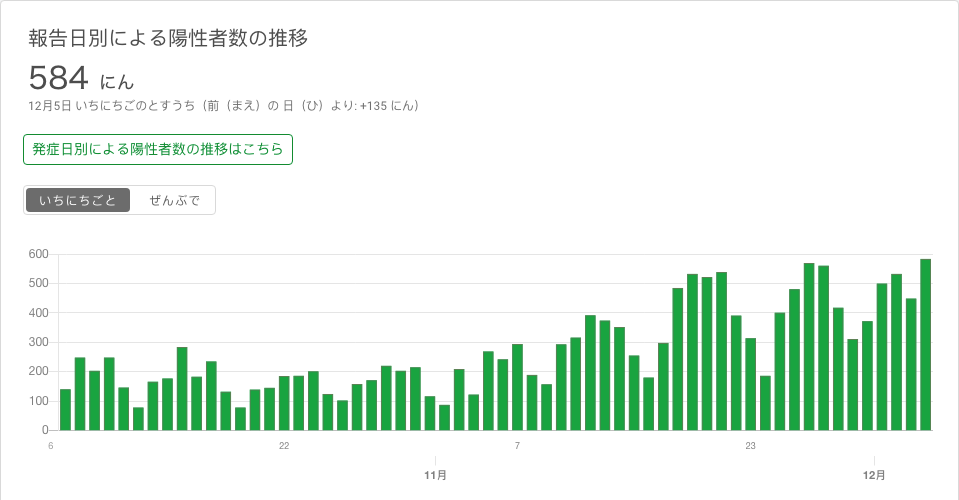 報告日別による陽性者数の推移
584 にん
12月5日 いちにちごのとすうち（前（まえ）の 日（ひ）より: +135 にん）
発症日別による陽性者数の推移はこちら
いちにちごと ぜんぶで
600
500
400
300
200
100
0
6 22 7 23
11月 12月